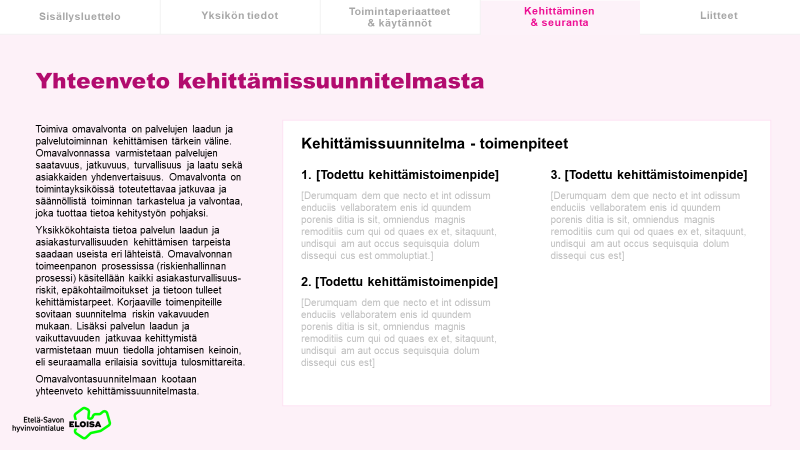 Sisällysluettelo
Yksikön tiedot
Toimintaperiaatteet
& käytännöt
Kehittäminen
& seuranta
Liitteet
Yhteenveto kehittämissuunnitelmasta
Toimiva omavalvonta on palvelujen laadun ja
palvelutoiminnan kehittämisen tärkein väline.
Omavalvonnassa varmistetaan palvelujen
saatavuus, jatkuvuus, turvallisuus ja laatu sekä
asiakkaiden yhdenvertaisuus. Omavalvonta on
toimintayksiköissä toteutettavaa jatkuvaa ja
säännöllistä toiminnan tarkastelua ja valvontaa,
joka tuottaa tietoa kehitystyön pohjaksi.
Yksikkökohtaista tietoa palvelun laadun ja
asiakasturvallisuuden kehittämisen tarpeista
saadaan useista eri lähteistä. Omavalvonnan
toimeenpanon prosessissa (riskienhallinnan
prosessi) käsitellään kaikki asiakasturvallisuus-
riskit, epäkohtailmoitukset ja tietoon tulleet
kehittämistarpeet. Korjaaville toimenpiteille
sovitaan suunnitelma riskin vakavuuden
mukaan. Lisäksi palvelun laadun ja
vaikuttavuuden jatkuvaa kehittymistä
varmistetaan muun tiedolla johtamisen keinoin,
eli seuraamalla erilaisia sovittuja tulosmittareita.
Omavalvontasuunnitelmaan kootaan
yhteenveto kehittämissuunnitelmasta.
Kehittämissuunnitelma - toimenpiteet
1. [Todettu kehittämistoimenpide]
[Derumquam dem que necto et int odissum
enduciis vellaboratem enis id quundem
porenis ditia is sit, omniendus magnis
remoditiis cum qui od quaes ex et, sitaquunt,
undisqui am aut occus sequisquia dolum
dissequi cus est ommoluptiat.]
2. [Todettu kehittämistoimenpide]
[Derumquam dem que necto et int odissum
enduciis vellaboratem enis id quundem
porenis ditia is sit, omniendus magnis
remoditiis cum qui od quaes ex et, sitaquunt,
undisqui am aut occus sequisquia dolum
dissequi cus est]
3. [Todettu kehittämistoimenpide]
[Derumquam dem que necto et int odissum
enduciis vellaboratem enis id quundem
porenis ditia is sit, omniendus magnis
remoditiis cum qui od quaes ex et, sitaquunt,
undisqui am aut occus sequisquia dolum
dissequi cus est]
Etelä-Savon
hyvinvointialue
ELOISA